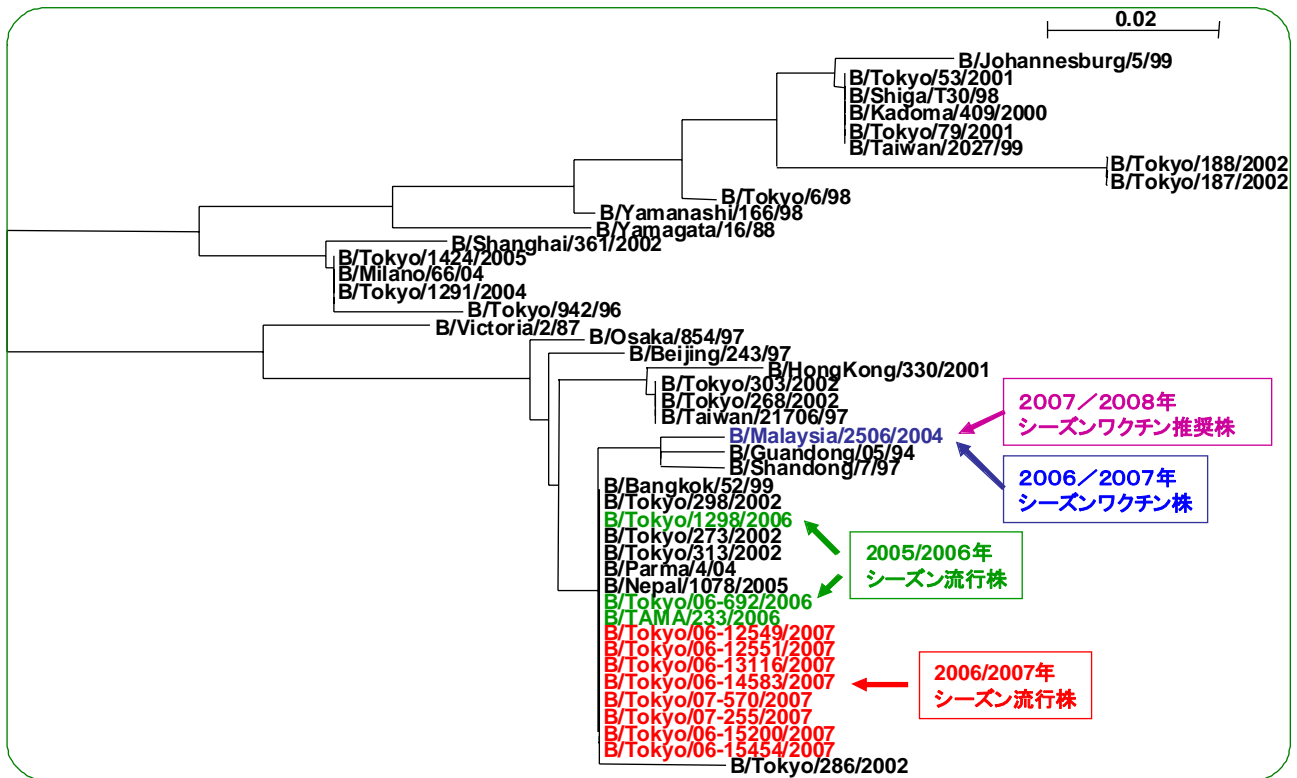 0.02
B/Johannesburg/5/99
B/Tokyo/53/2001
B/Shiga/T30/98
B/Kadoma/409/2000
B/Tokyo/79/2001
B/Taiwan/2027/99
B/Tokyo/188/2002
B/Tokyo/187/2002
B/Tokyo/6/98
B/Yamanashi/166/98
B/Yamagata/16/88
B/Shanghai/361/2002
B/Tokyo/1424/2005
B/Milano/66/04
B/Tokyo/1291/2004
B/Tokyo/942/96
B/Victoria/2/87
B/Osaka/854/97
B/Beijing/243/97
B/HongKong/330/2001
B/Tokyo/303/2002
B/Tokyo/268/2002
B/Taiwan/21706/97
B/Malaysia/2506/2004
B/Guandong/05/94
B/Shandong/7/97
B/Bangkok/52/99
B/Tokyo/298/2002
B/Tokyo/1298/2006
B/Tokyo/273/2002
B/Tokyo/313/2002
B/Parma/4/04
B/Nepal/1078/2005
B/Tokyo/06-692/2006
B/TAMA/233/2006
B/Tokyo/06-12549/2007
B/Tokyo/06-12551/2007
B/Tokyo/06-13116/2007
B/Tokyo/06-14583/2007
B/Tokyo/07-570/2007
B/Tokyo/07-255/2007
B/Tokyo/06-15200/2007
B/Tokyo/06-15454/2007
B/Tokyo/286/2002
2007/2008年
シーズンワクチン推奨株
2006/2007年
シーズンワクチン株
2005/2006年
シーズン流行株
2006/2007年
シーズン流行株